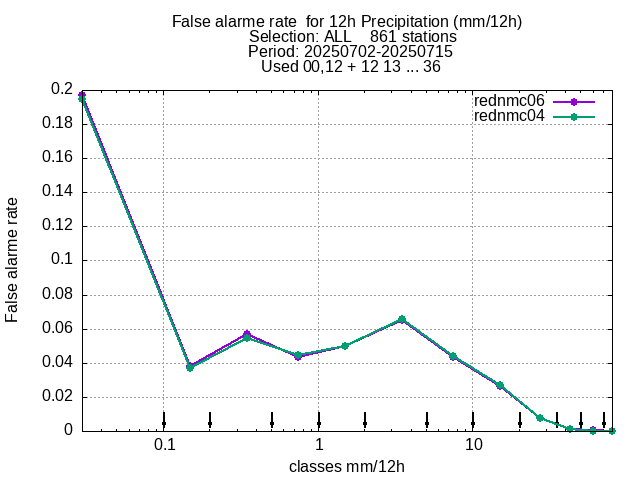 False alarme rate  for 12h Precipitation (mm/12h)
Selection: ALL    861 stations
Period: 20250702-20250715
Used 00,12 + 12 13 ... 36
rednmc06
rednmc04
0.2
0.18
0.16
0.14
0.12
0.1
0.08
0.06
0.04
0.02
0
False alarme rate
0.1
1
10
classes mm/12h